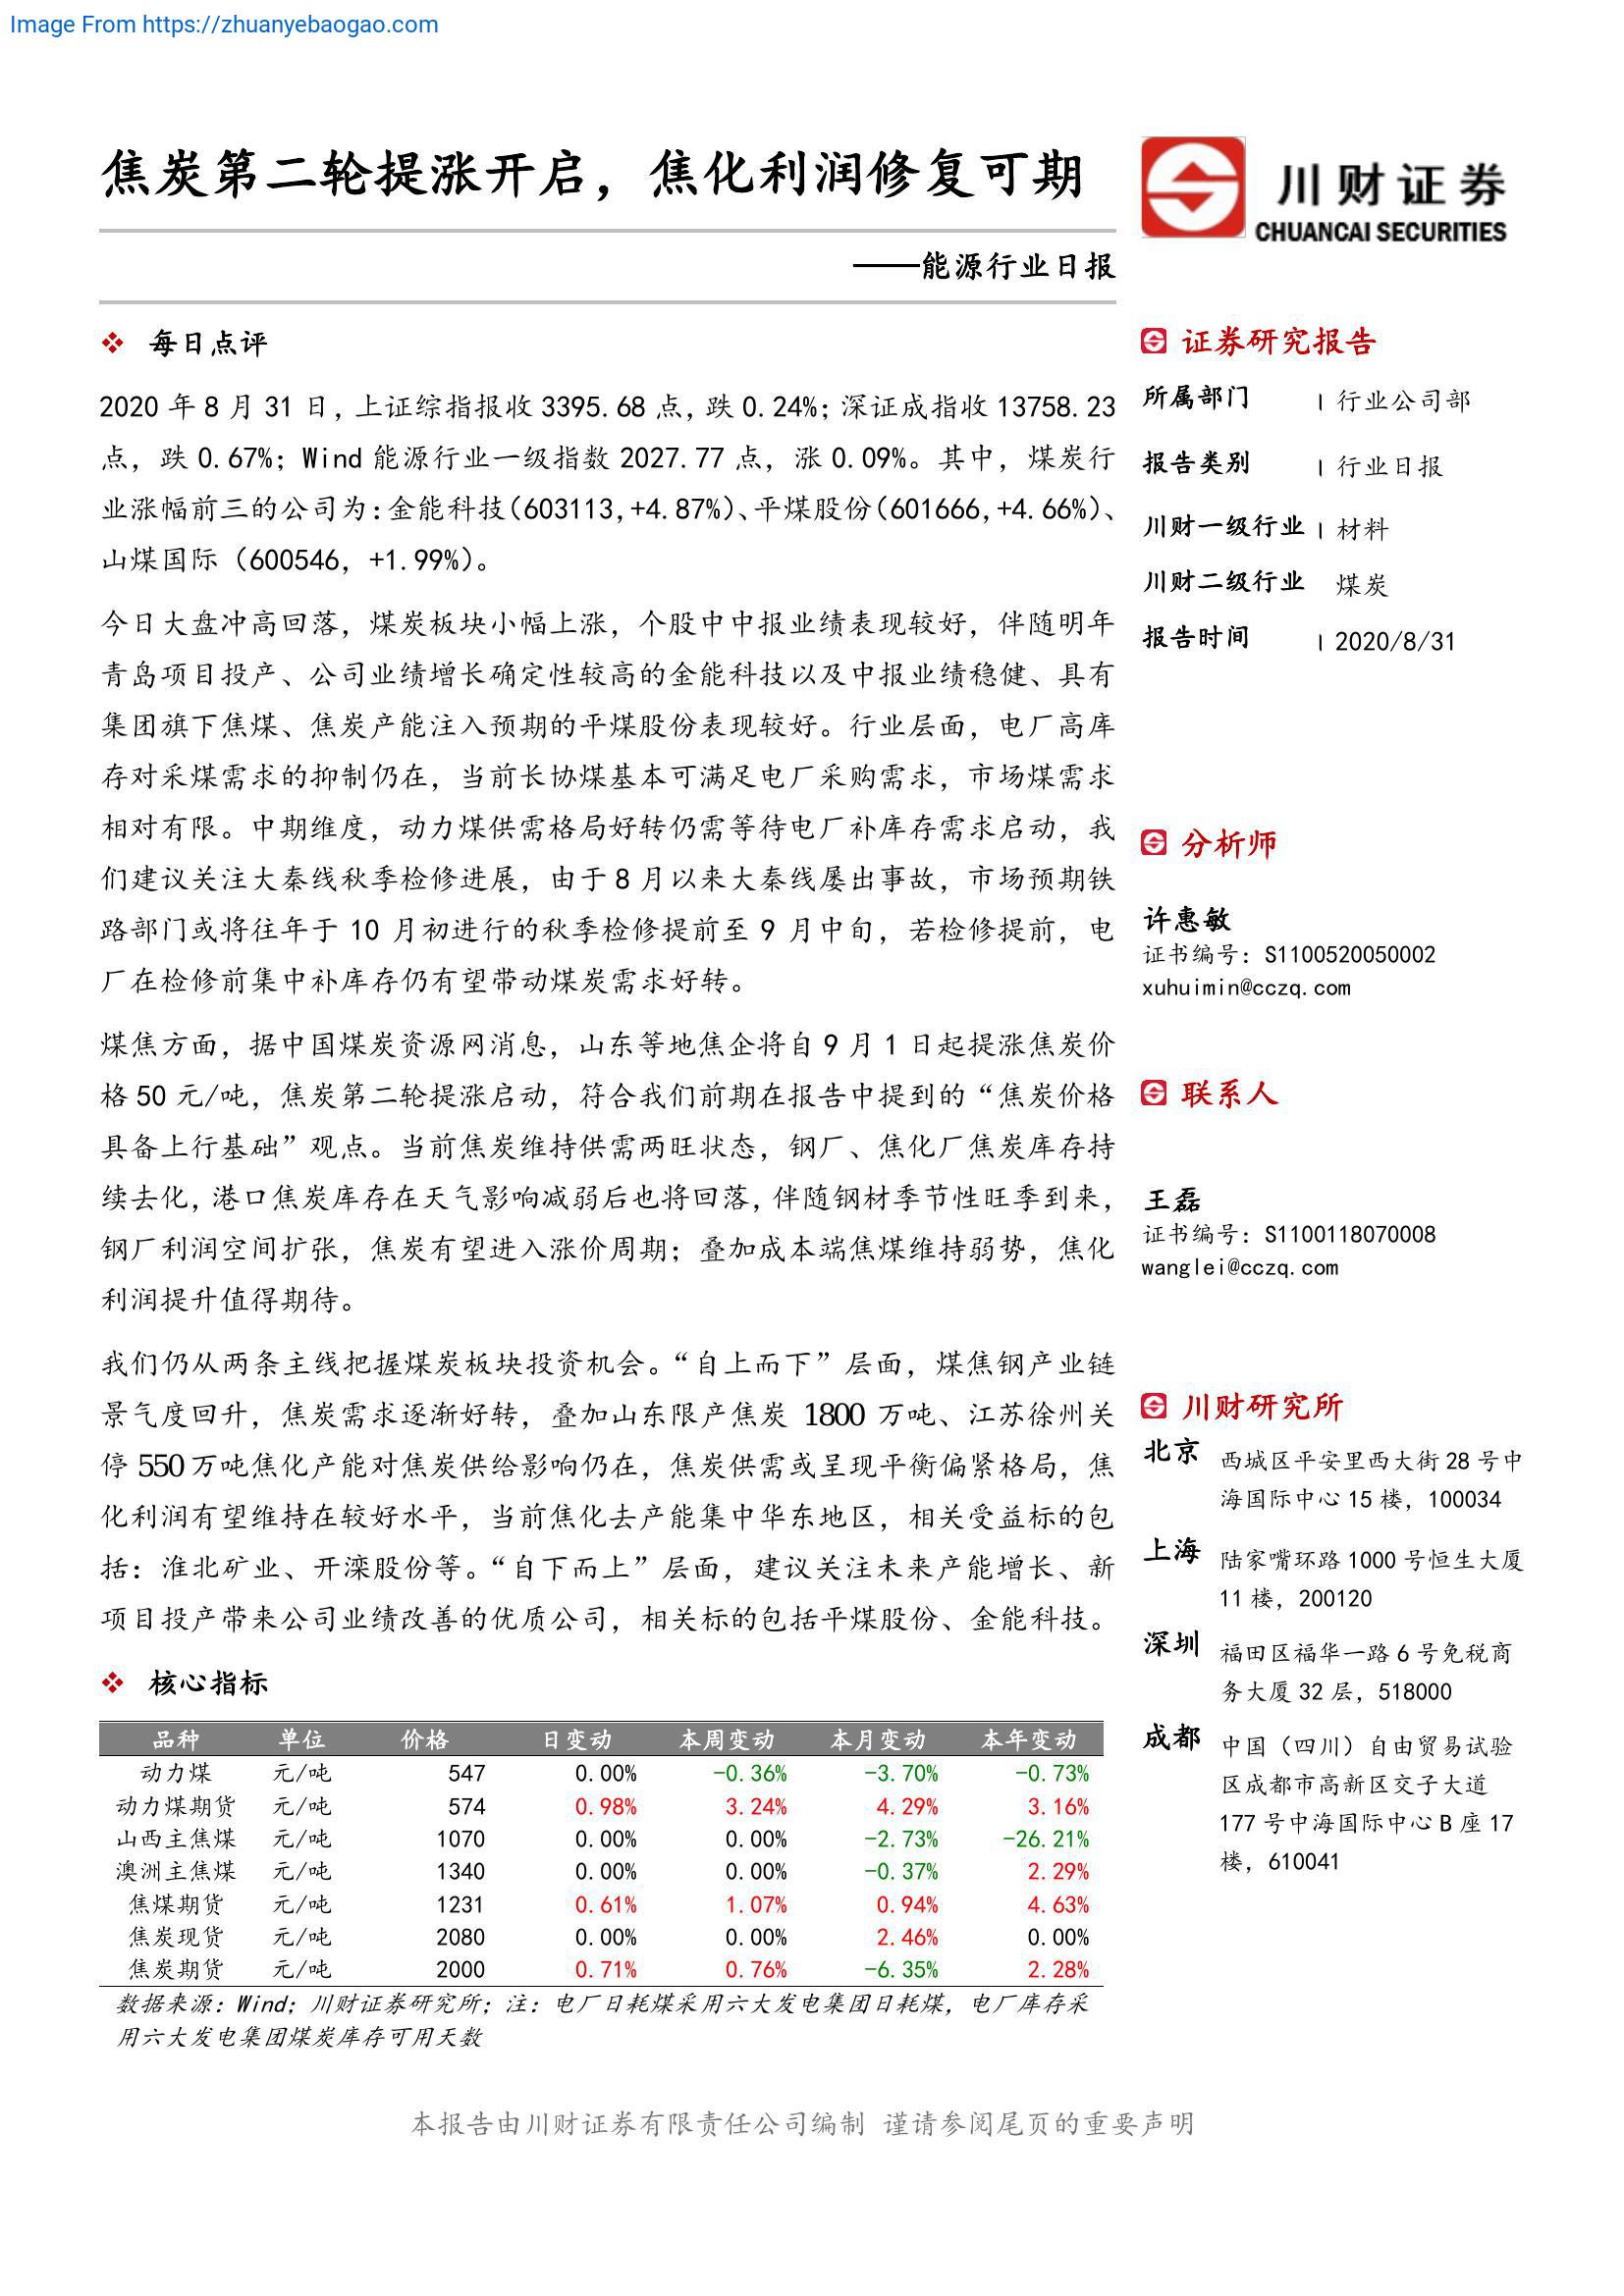 Image From https://zhuanyebaogao.com
焦炭第二轮提涨开启，焦化利润修复可期
——能源行业日报
川财证券
CHUANCAI SECURITIES
❖ 每日点评
2020 年 8 月 31 日，上证综指报收 3395.68 点，跌 0.24%；深证成指收 13758.23
点，跌 0.67%；Wind 能源行业一级指数 2027.77 点，涨 0.09%。其中，煤炭行
业涨幅前三的公司为：金能科技（603113,+4.87%）、平煤股份（601666,+4.66%）、
山煤国际（600546，+1.99%）。
今日大盘冲高回落，煤炭板块小幅上涨，个股中中报业绩表现较好，伴随明年
青岛项目投产、公司业绩增长确定性较高的金能科技以及中报业绩稳健、具有
集团旗下焦煤、焦炭产能注入预期的平煤股份表现较好。行业层面，电厂高库
存对采煤需求的抑制仍在，当前长协煤基本可满足电厂采购需求，市场煤需求
相对有限。中期维度，动力煤供需格局好转仍需等待电厂补库存需求启动，我
们建议关注大秦线秋季检修进展，由于 8 月以来大秦线屡出事故，市场预期铁
路部门或将往年于 10 月初进行的秋季检修提前至 9 月中旬，若检修提前，电
厂在检修前集中补库存仍有望带动煤炭需求好转。
煤焦方面，据中国煤炭资源网消息，山东等地焦企将自 9 月 1 日起提涨焦炭价
格 50 元/吨，焦炭第二轮提涨启动，符合我们前期在报告中提到的“焦炭价格
具备上行基础”观点。当前焦炭维持供需两旺状态，钢厂、焦化厂焦炭库存持
续去化，港口焦炭库存在天气影响减弱后也将回落，伴随钢材季节性旺季到来，
钢厂利润空间扩张，焦炭有望进入涨价周期；叠加成本端焦煤维持弱势，焦化
利润提升值得期待。
我们仍从两条主线把握煤炭板块投资机会。“自上而下”层面，煤焦钢产业链
景气度回升，焦炭需求逐渐好转，叠加山东限产焦炭 1800 万吨、江苏徐州关
停 550 万吨焦化产能对焦炭供给影响仍在，焦炭供需或呈现平衡偏紧格局，焦
化利润有望维持在较好水平，当前焦化去产能集中华东地区，相关受益标的包
括：淮北矿业、开滦股份等。“自下而上”层面，建议关注未来产能增长、新
项目投产带来公司业绩改善的优质公司，相关标的包括平煤股份、金能科技。
❖ 核心指标
品种 单位 价格 日变动 本周变动 本月变动 本年变动
动力煤 元/吨 547 0.00% -0.36% -3.70% -0.73%
动力煤期货 元/吨 574 0.98% 3.24% 4.29% 3.16%
山西主焦煤 元/吨 1070 0.00% 0.00% -2.73% -26.21%
澳洲主焦煤 元/吨 1340 0.00% 0.00% -0.37% 2.29%
焦煤期货 元/吨 1231 0.61% 1.07% 0.94% 4.63%
焦炭现货 元/吨 2080 0.00% 0.00% 2.46% 0.00%
焦炭期货 元/吨 2000 0.71% 0.76% -6.35% 2.28%
数据来源：Wind；川财证券研究所；注：电厂日耗煤采用六大发电集团日耗煤，电厂库存采
用六大发电集团煤炭库存可用天数
证券研究报告
所属部门 | 行业公司部
报告类别 | 行业日报
川财一级行业 | 材料
川财二级行业 煤炭
报告时间 | 2020/8/31
分析师
许惠敏
证书编号：S1100520050002
xuhuimin@cczq.com
联系人
王磊
证书编号：S1100118070008
wanglei@cczq.com
川财研究所
北京 西城区平安里西大街 28 号中
海国际中心 15 楼，100034
上海 陆家嘴环路 1000 号恒生大厦
11 楼，200120
深圳 福田区福华一路 6 号免税商
务大厦 32 层，518000
成都 中国（四川）自由贸易试验
区成都市高新区交子大道
177 号中海国际中心 B 座 17
楼，610041
本报告由川财证券有限责任公司编制 谨请参阅尾页的重要声明